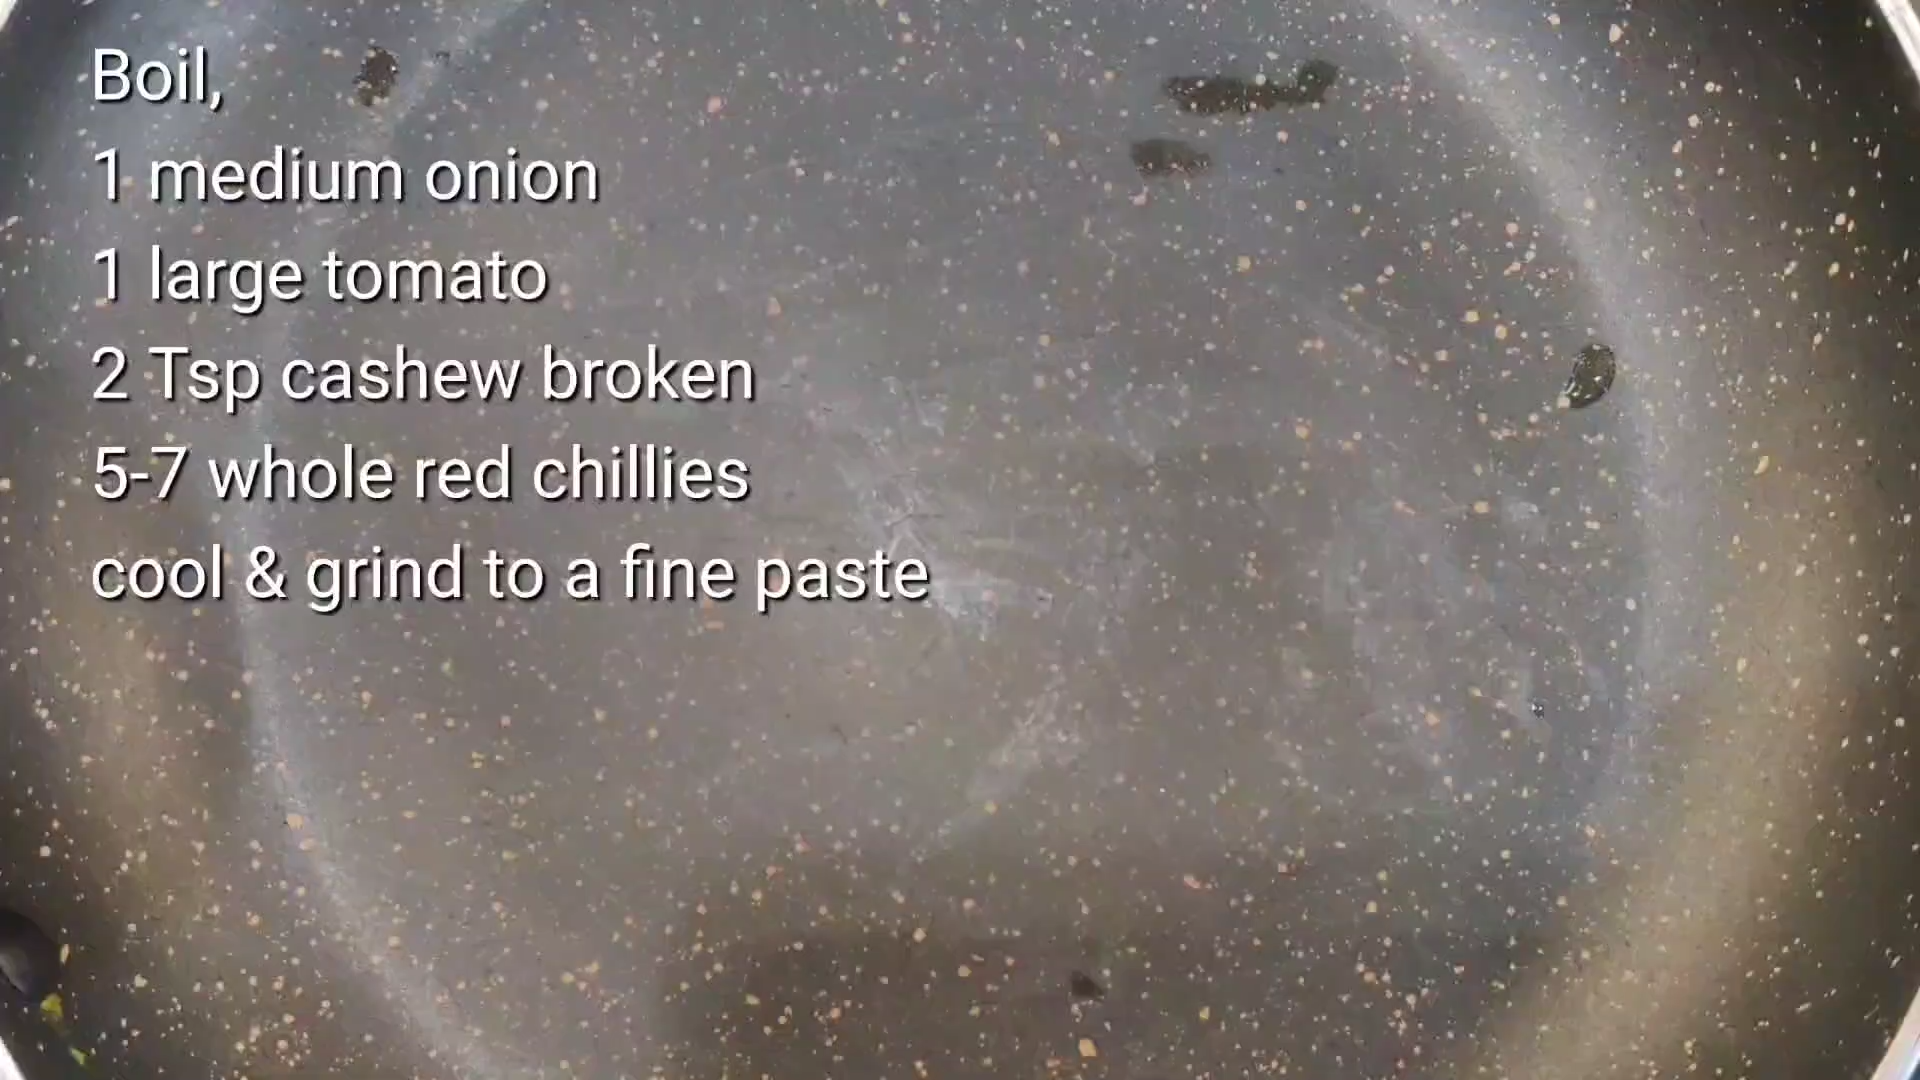 Boil,
1 medium onion
1 large tomato
2 Tsp cashew broken
5-7 whole red chillies
cool & grind to a fine paste